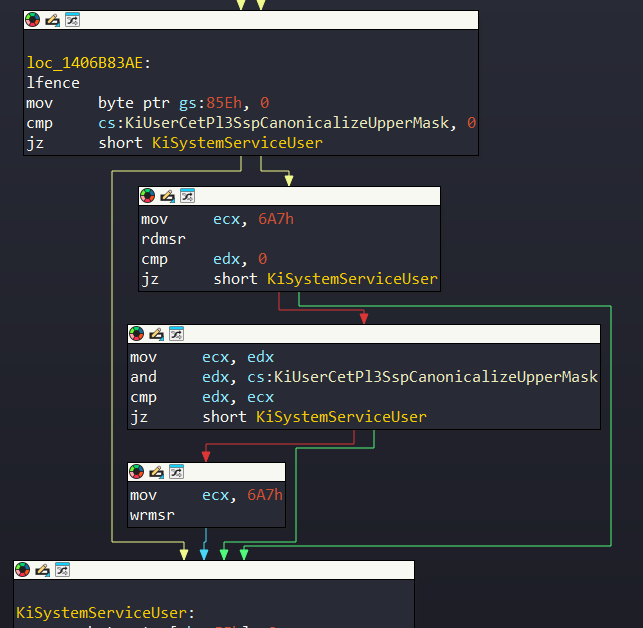 loc_1406B83AE:
lfence
mov byte ptr gs:85Eh, 0
cmp cs:KiUserCetPl3SspCanonicalizeUpperMask, 0
jz short KiSystemServiceUser
mov ecx, 6A7h
rdmsr
cmp edx, 0
jz short KiSystemServiceUser
mov ecx, edx
and edx, cs:KiUserCetPl3SspCanonicalizeUpperMask
cmp edx, ecx
jz short KiSystemServiceUser
mov ecx, 6A7h
wrmsr
KiSystemServiceUser: